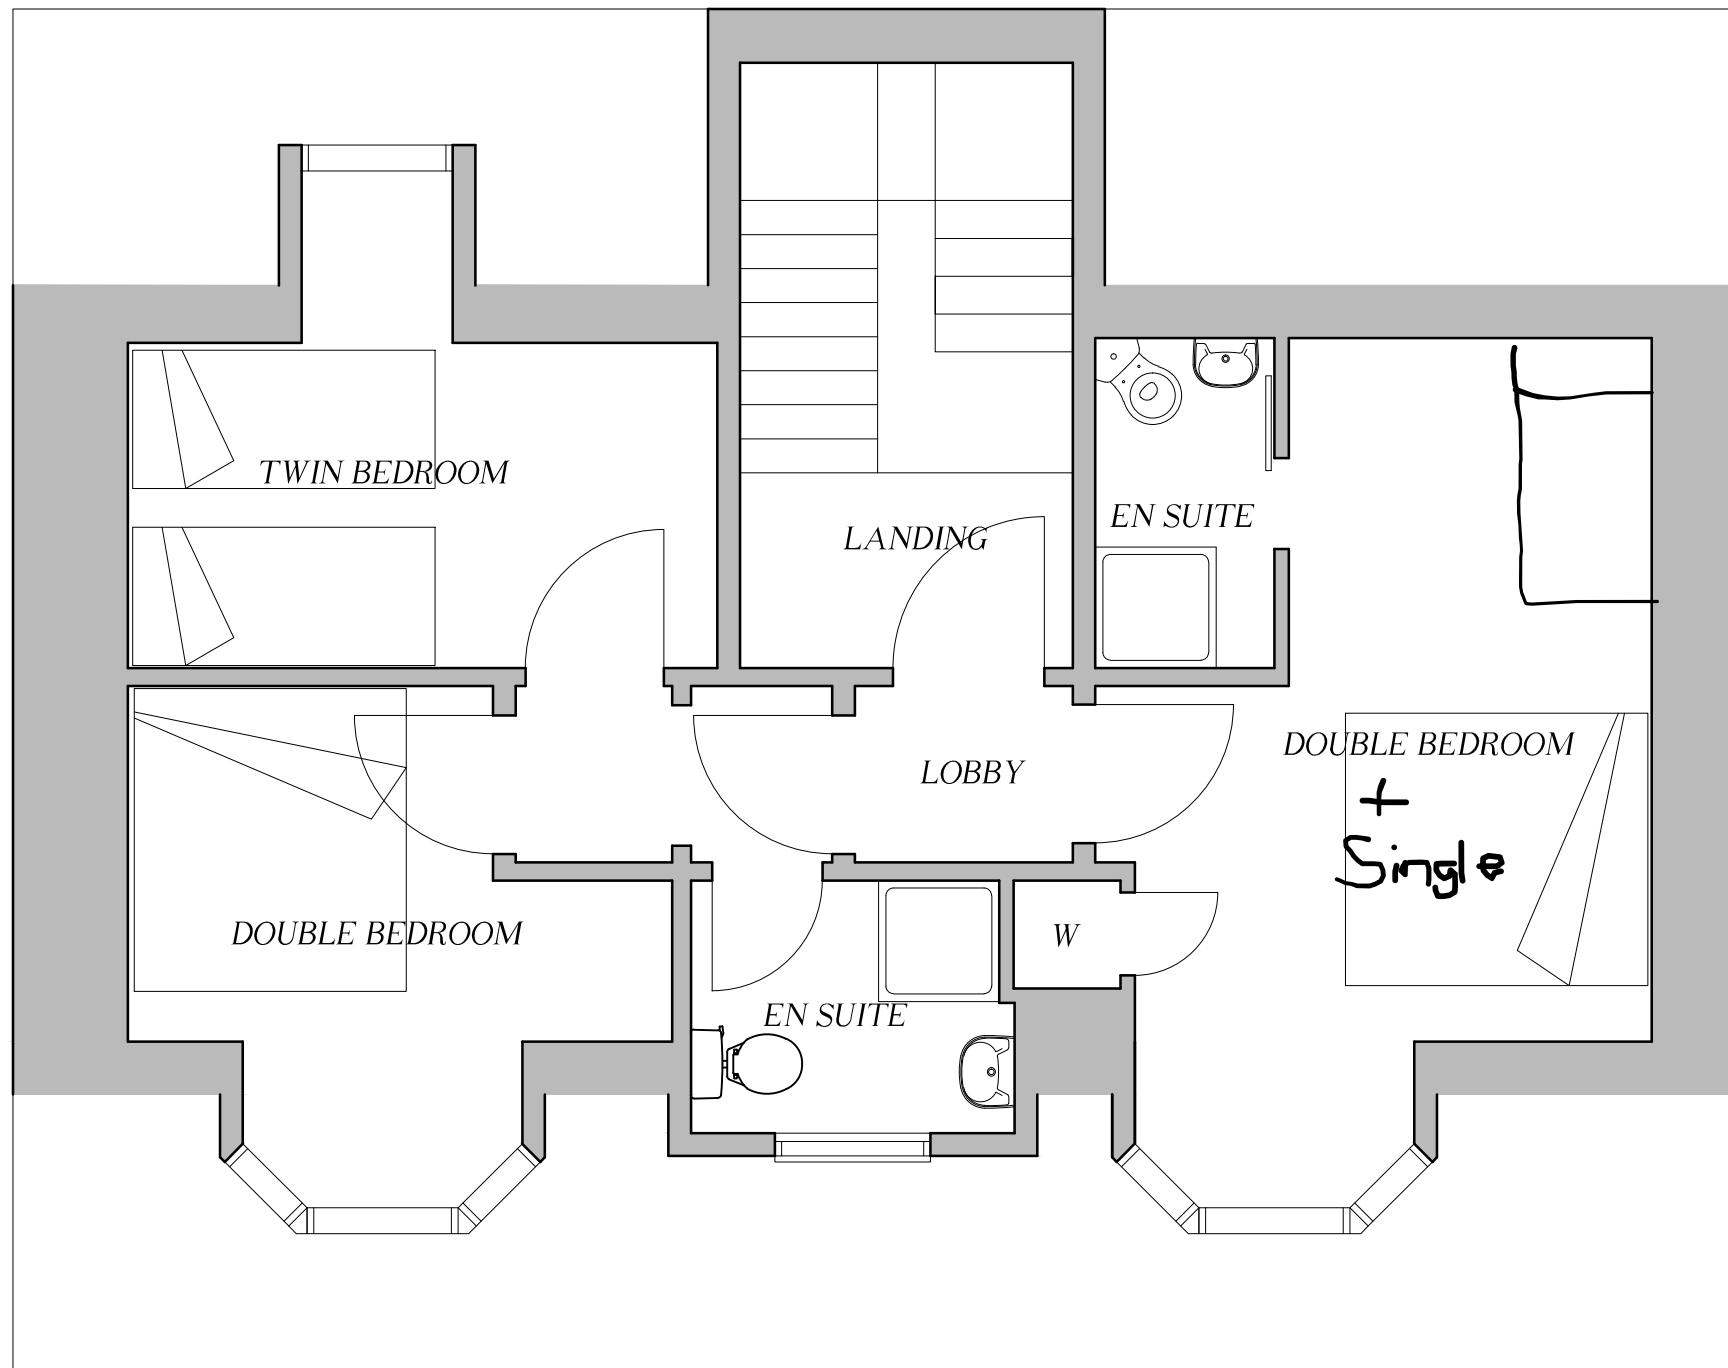 TWIN BEDROOM
LANDING
EN SUITE
DOUBLE BEDROOM
+
Single
LOBBY
DOUBLE BEDROOM
W
EN SUITE